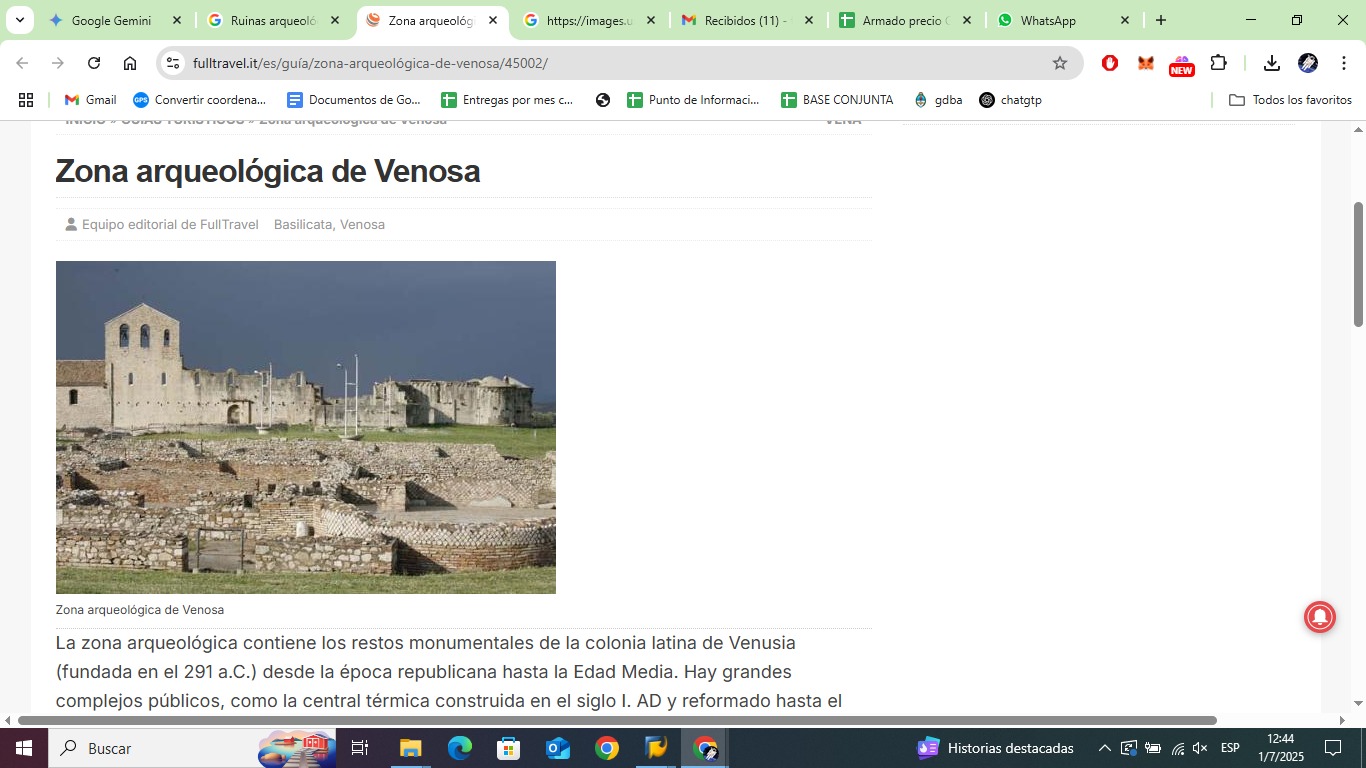 Google Gemini
Ruinas arqueoló
Zona arqueológ
https://images.u
Recibidos (11) -
Armado precio
WhatsApp
fulltravel.it/es/guía/zona-arqueológica-de-venosa/45002/
NEW
Gmail
GPS
Convertir coordena...
Documentos de Go...
Entregas por mes c...
Punto de Informaci...
BASE CONJUNTA
gdba
chatgtp
Todos los favoritos
INICIO » GUÍAS TURÍSTICOS » Zona arqueológica de Venosa
VENA
Zona arqueológica de Venosa
Equipo editorial de FullTravel Basilicata, Venosa
Zona arqueológica de Venosa
La zona arqueológica contiene los restos monumentales de la colonia latina de Venusia
(fundada en el 291 a.C.) desde la época republicana hasta la Edad Media. Hay grandes
complejos públicos, como la central térmica construida en el siglo I. AD y reformado hasta el
Buscar
Historias destacadas
ESP
12:44
1/7/2025